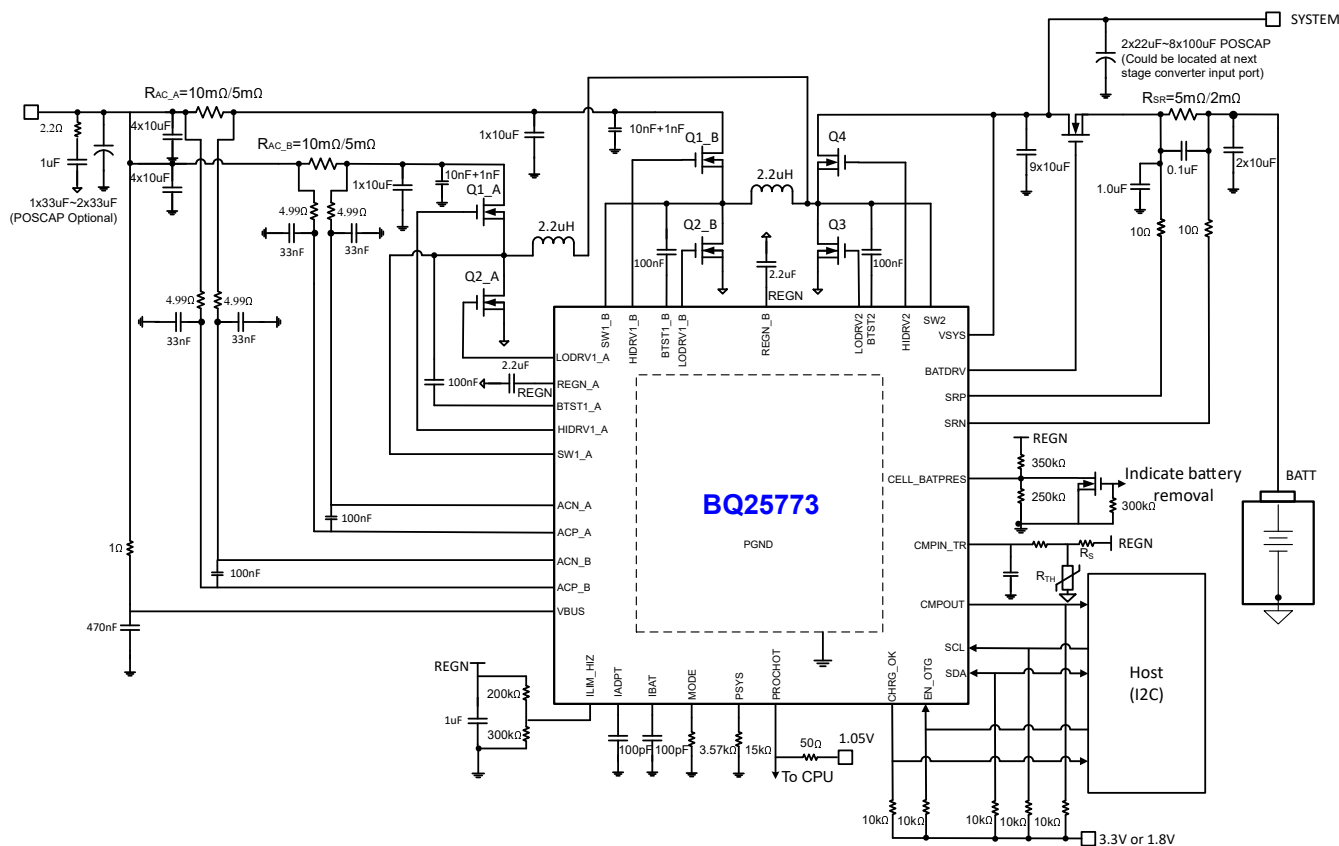 SYSTEM
2x22uF~8x100uF POSCAP
(Could be located at next
stage converter input port)
RAC_A=10mΩ/5mΩ
RSR=5mΩ/2mΩ
2.2Ω
1uF
4x10uF
RAC_B=10mΩ/5mΩ
1x10uF
10nF+1nF
Q1_B
Q4
9x10uF
0.1uF
2x10uF
1.0uF
4x10uF
1x33uF~2x33uF
(POSCAP Optional)
1x10uF
10nF+1nF
Q1_A
2.2uH
4.99Ω
4.99Ω
33nF
33nF
2.2uH
Q2_B
Q3
10Ω
10Ω
100nF
2.2uF
REGN
100nF
Q2_A
4.99Ω
4.99Ω
33nF
33nF
SW1_B
HIDRV1_B
BTST1_B
LODRV1_B
REGN_B
LODRV2
BTST2
HIDRV2
SW2
VSYS
LODRV1_A
2.2uF
REGN
100nF
REGN_A
BTST1_A
HIDRV1_A
SW1_A
BATDRV
SRP
SRN
REGN
350kΩ
CELL_BATPRES
250kΩ
300kΩ
Indicate battery
removal
BATT
BQ25773
PGND
ACN_A
100nF
ACP_A
CMPIN_TR
RS
REGN
RTH
1Ω
ACN_B
100nF
ACP_B
VBUS
470nF
CMPOUT
SCL
SDA
Host
(I2C)
REGN
200kΩ
1uF
300kΩ
ILIM_HIZ
IADPT
IBAT
MODE
PSYS
PROCHOT
CHRG_OK
EN_OTG
100pF
100pF
3.57kΩ
15kΩ
50Ω
1.05V
To CPU
10kΩ
10kΩ
10kΩ
10kΩ
10kΩ
3.3V or 1.8V